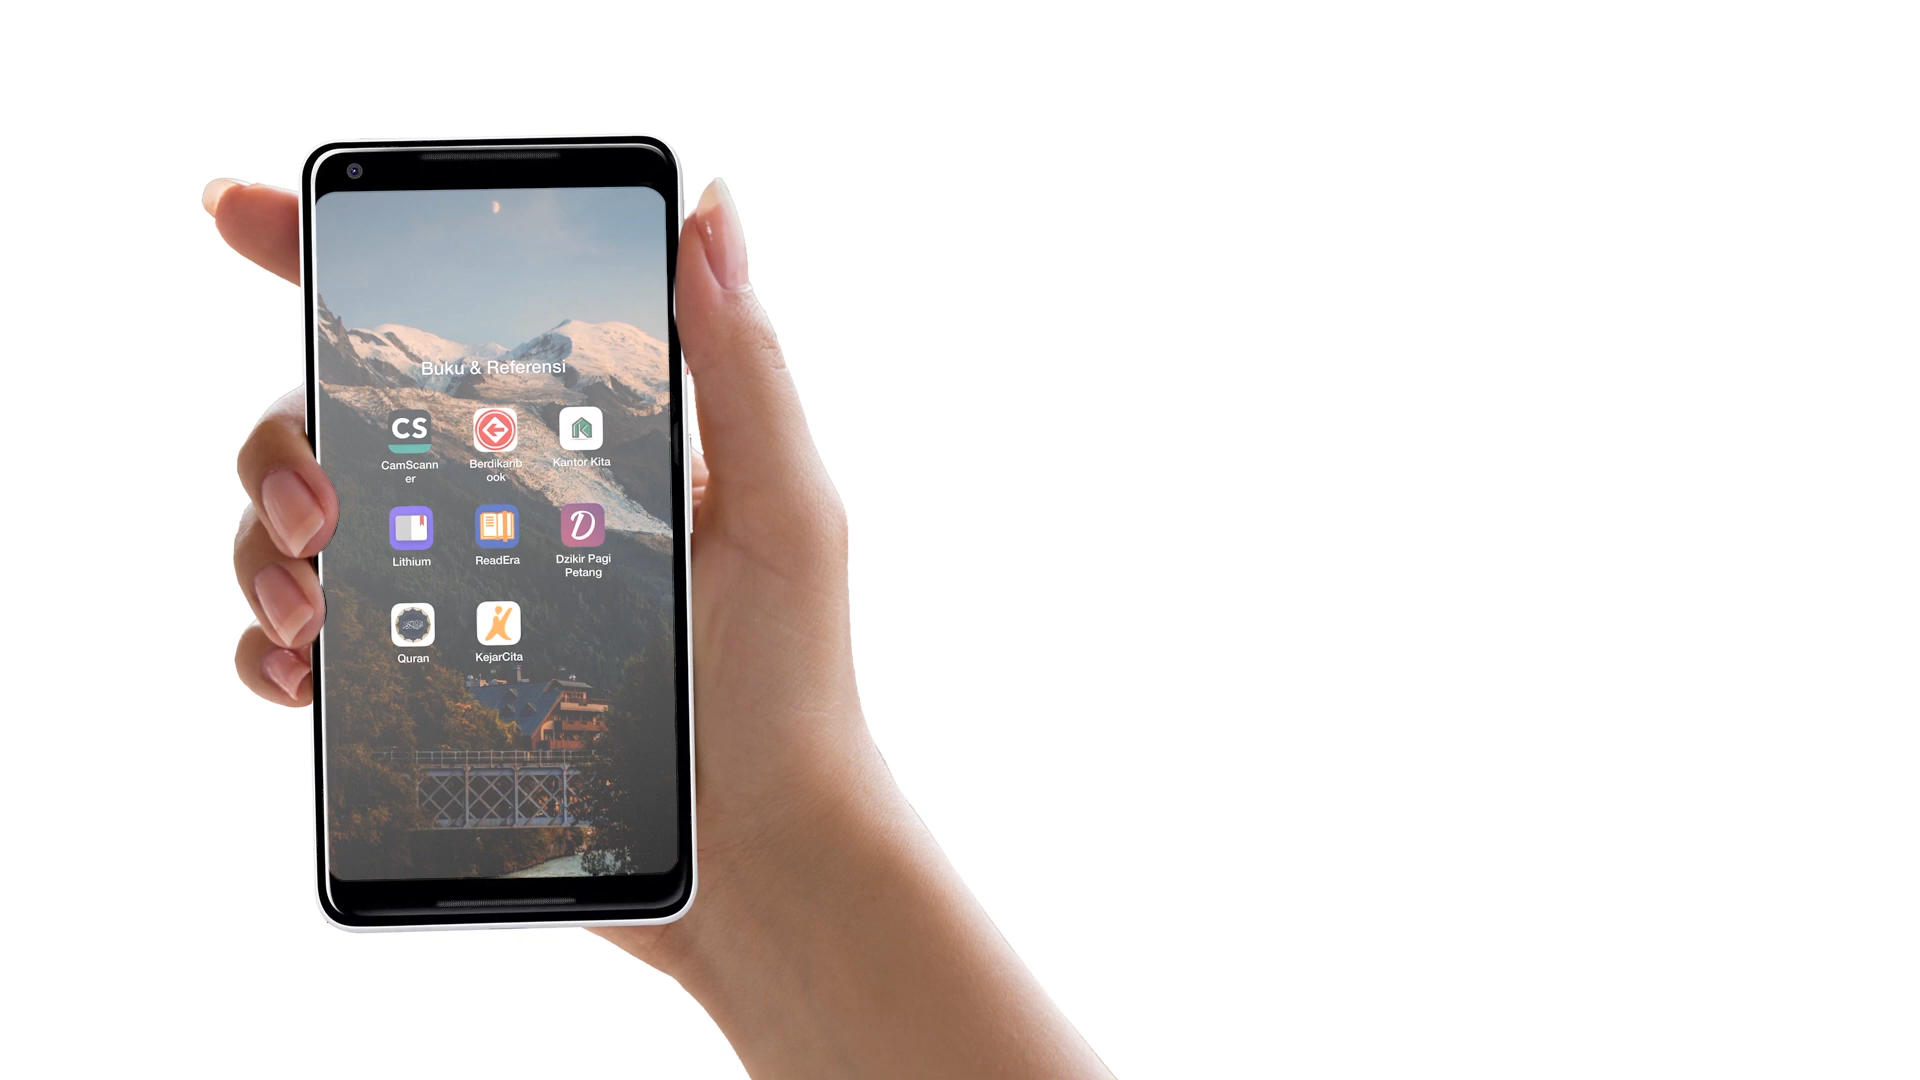 Buku & Referensi
CS
CamScann
er
Berdikarib
ook
K
Kantor Kita
Lithium
ReadEra
D
Dzikir Pagi
Petang
Quran
KejarCita